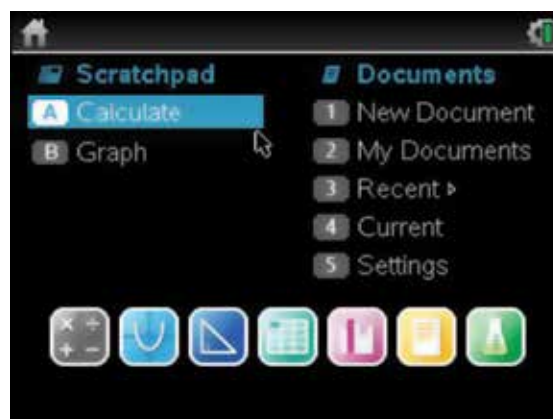 Scratchpad
A Calculate
B Graph
Documents
1 New Document
2 My Documents
3 Recent ▸
4 Current
5 Settings